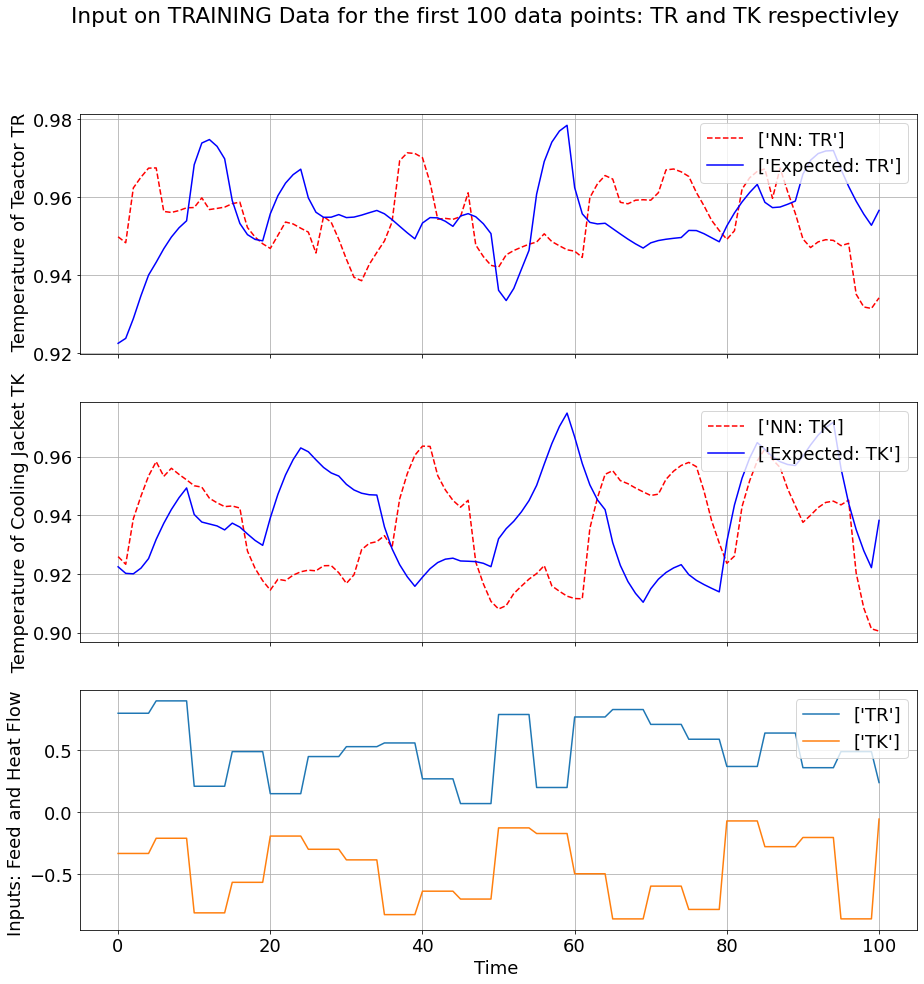 Input on TRAINING Data for the first 100 data points: TR and TK respectivley
Temperature of Teactor TR
0.98
0.96
0.94
0.92
['NN: TR']
['Expected: TR']
Temperature of Cooling Jacket TK
0.96
0.94
0.92
0.90
['NN: TK']
['Expected: TK']
Inputs: Feed and Heat Flow
0.5
0.0
−0.5
['TR']
['TK']
0 20 40 60 80 100
Time